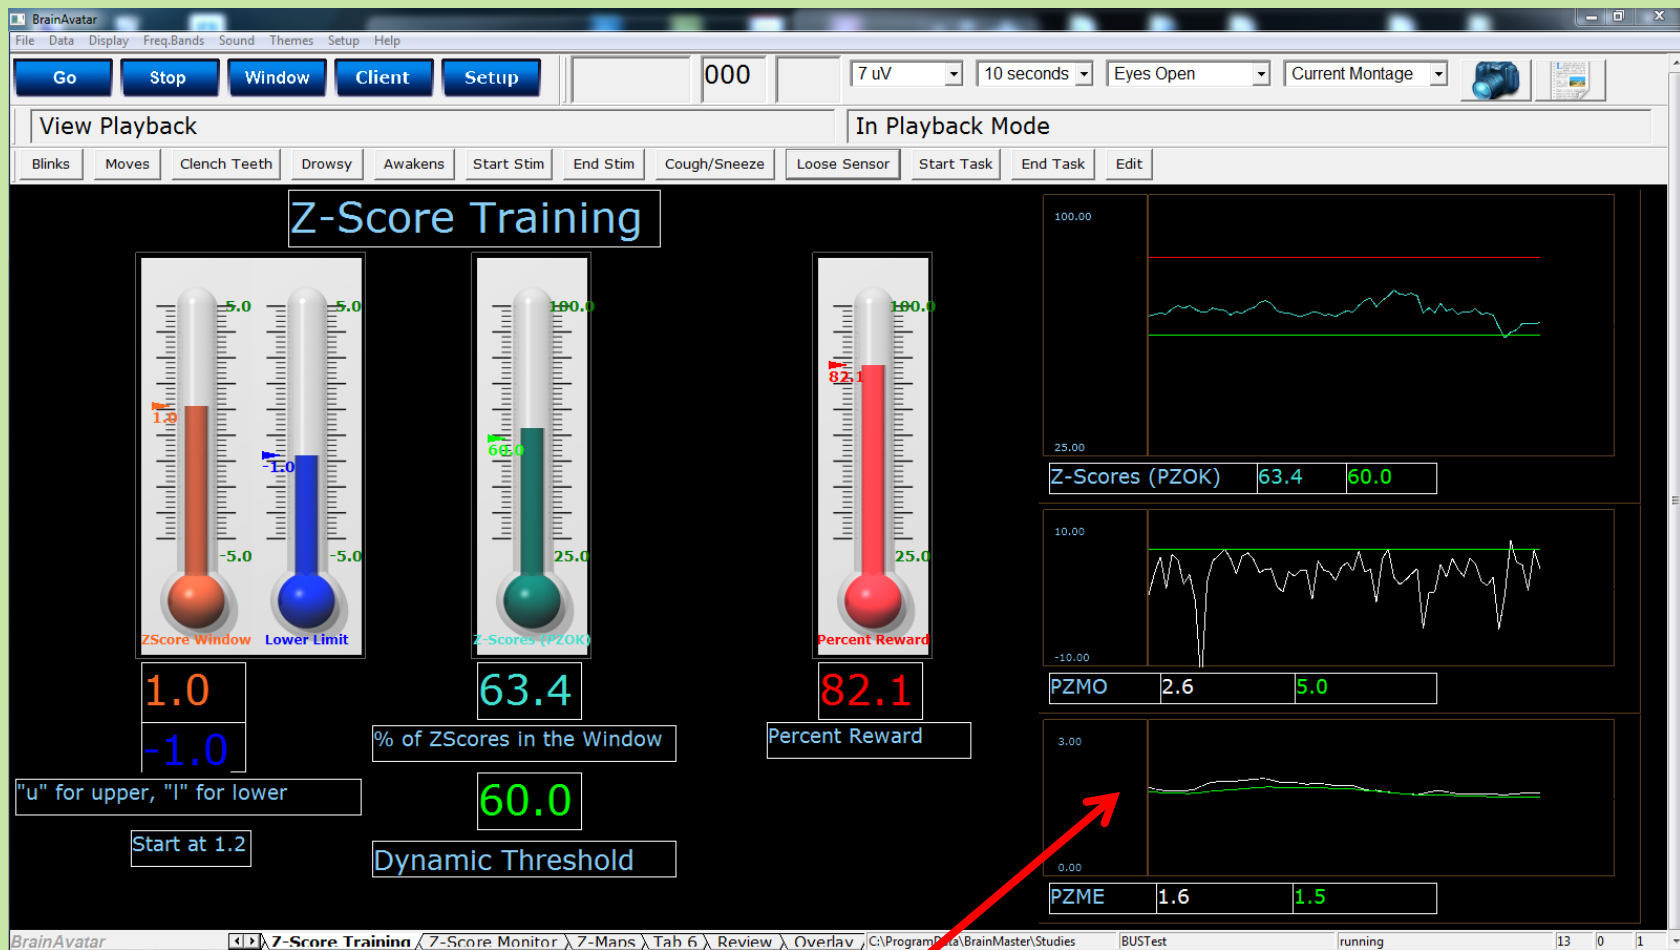 BrainAvatar
File Data Display Freq.Bands Sound Themes Setup Help
Go Stop Window Client Setup 000 7 uV 10 seconds Eyes Open Current Montage
View Playback In Playback Mode
Blinks Moves Clench Teeth Drowsy Awakens Start Stim End Stim Cough/Sneeze Loose Sensor Start Task End Task Edit
Z-Score Training
5.0 5.0 100.0 100.0
82.1
1.0
60.0
-1.0
-5.0 -5.0 25.0 25.0
ZScore Window Lower Limit Z-Scores (PZOK) Percent Reward
1.0 63.4 82.1
-1.0 % of ZScores in the Window Percent Reward
"u" for upper, "l" for lower 60.0
Start at 1.2 Dynamic Threshold
100.00
25.00
Z-Scores (PZOK) 63.4 60.0
10.00
-10.00
PZMO 2.6 5.0
3.00
0.00
PZME 1.6 1.5
BrainAvatar Z-Score Training Z-Score Monitor Z-Maps Tab 6 Review Overlay C:\ProgramData\BrainMaster\Studies BUSTest running 13 0 1